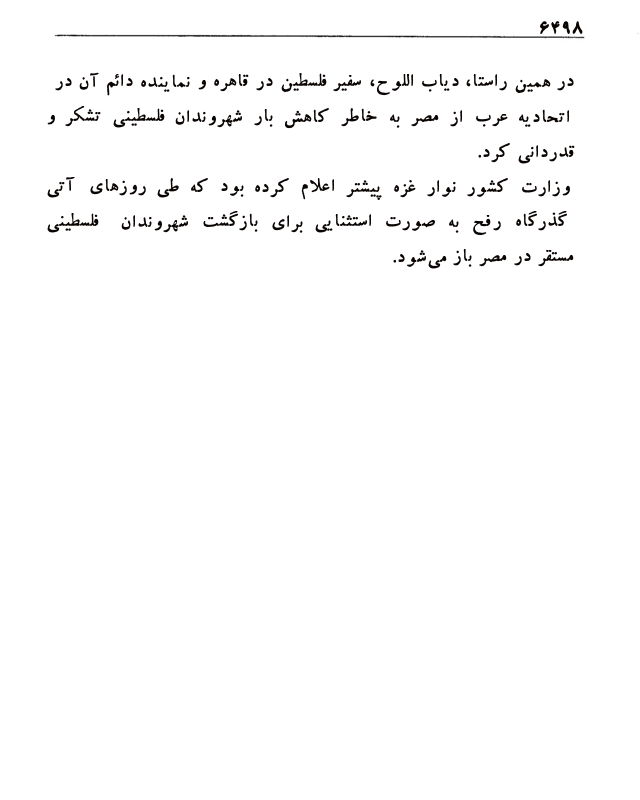 ۶۴۹۸
در همین راستا، دیاب اللوح، سفیر فلسطین در قاهره و نماینده دائم آن در
اتحادیه عرب از مصر به خاطر کاهش بار شهروندان فلسطینی تشکر و
قدردانی کرد.
وزارت کشور نوار غزه پیشتر اعلام کرده بود که طی روزهای آتی
گذرگاه رفح به صورت استثنایی برای بازگشت شهروندان فلسطینی
مستقر در مصر باز می‌شود.